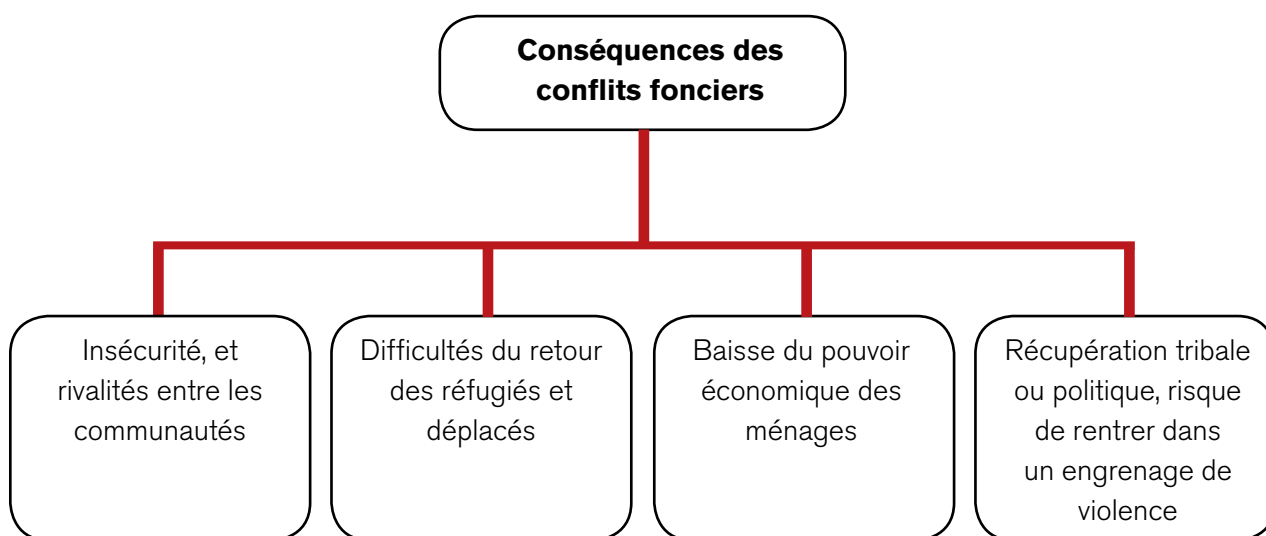 Conséquences des
conflits fonciers
Insécurité, et
rivalités entre les
communautés
Difficultés du retour
des réfugiés et
déplacés
Baisse du pouvoir
économique des
ménages
Récupération tribale
ou politique, risque
de rentrer dans
un engrenage de
violence